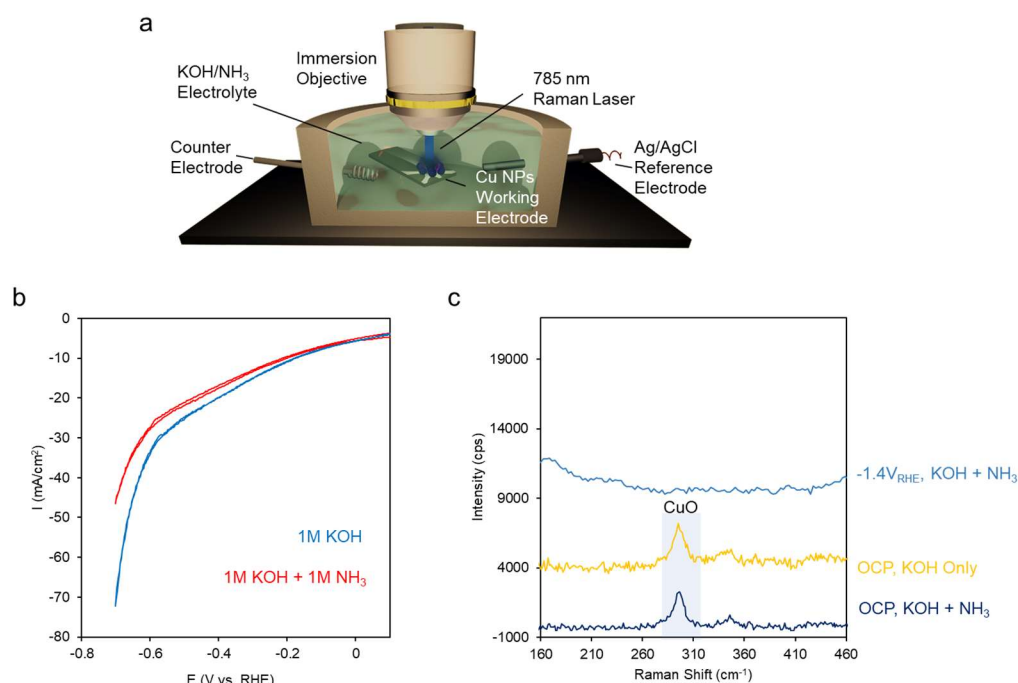 a
Immersion
Objective
KOH/NH₃
Electrolyte
785 nm
Raman Laser
Counter
Electrode
Ag/AgCl
Reference
Electrode
Cu NPs
Working
Electrode
b
0
-10
-20
-30
-40
-50
-60
-70
-80
I (mA/cm²)
1M KOH
1M KOH + 1M NH₃
-0.8 -0.6 -0.4 -0.2 0
E (V vs. RHE)
c
19000
14000
9000
4000
-1000
Intensity (cps)
-1.4V_RHE, KOH + NH₃
CuO
OCP, KOH Only
OCP, KOH + NH₃
160 210 260 310 360 410 460
Raman Shift (cm⁻¹)